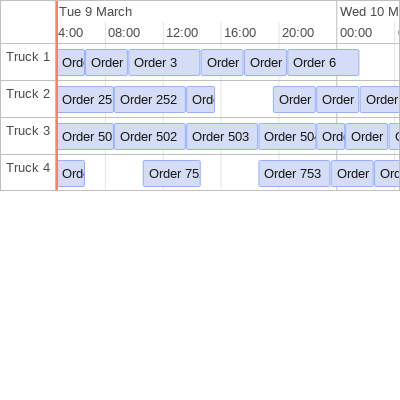 Tue 9 March Wed 10 M
4:00 08:00 12:00 16:00 20:00 00:00
Truck 1 Ord Order Order 3 Order Order Order 6
Truck 2 Order 25 Order 252 Ord Order Order Order
Truck 3 Order 50 Order 502 Order 503 Order 504 Ord Order
Truck 4 Ord Order 75 Order 753 Order Ord